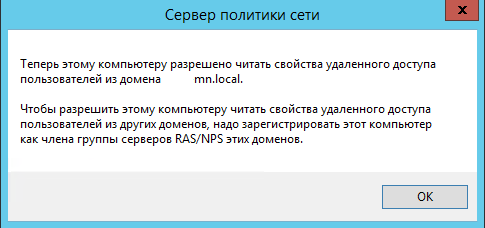 Сервер политики сети
x
Теперь этому компьютеру разрешено читать свойства удаленного доступа
пользователей из домена mn.local.
Чтобы разрешить этому компьютеру читать свойства удаленного доступа
пользователей из других доменов, надо зарегистрировать этот компьютер
как члена группы серверов RAS/NPS этих доменов.
ОК